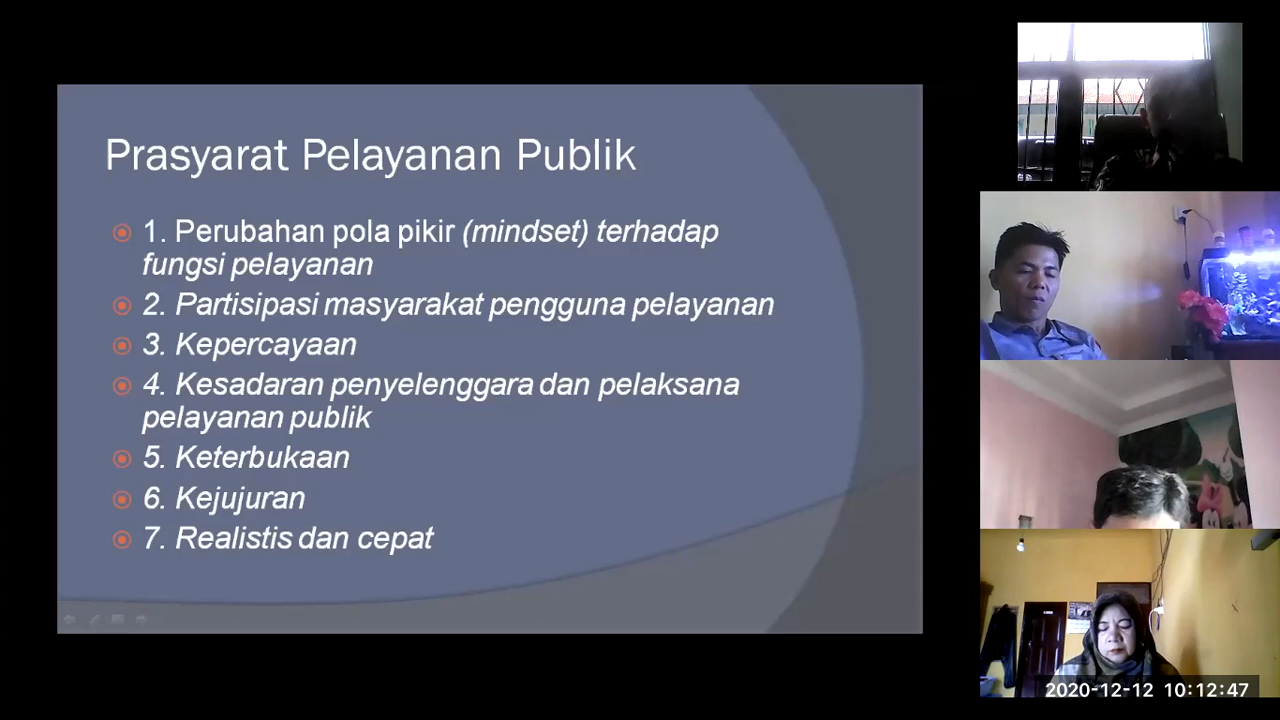 Prasyarat Pelayanan Publik
1. Perubahan pola pikir (mindset) terhadap
fungsi pelayanan
2. Partisipasi masyarakat pengguna pelayanan
3. Kepercayaan
4. Kesadaran penyelenggara dan pelaksana
pelayanan publik
5. Keterbukaan
6. Kejujuran
7. Realistis dan cepat
2020-12-12 10:12:47